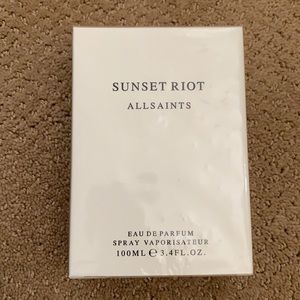 SUNSET RIOT
ALLSAINTS
EAU DE PARFUM
SPRAY VAPORISATEUR
100ML ℮ 3.4FL.OZ.